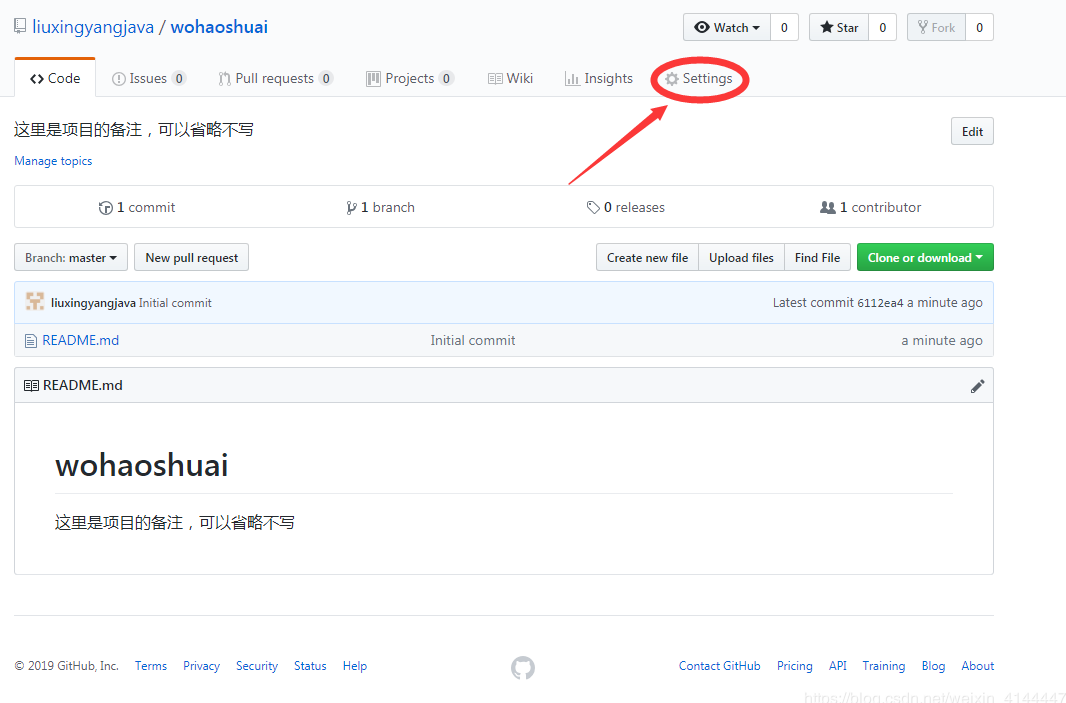 liuxingyangjava / wohaoshuai
Watch 0 Star 0 Fork 0
Code Issues 0 Pull requests 0 Projects 0 Wiki Insights Settings
这里是项目的备注，可以省略不写
Edit
Manage topics
1 commit 1 branch 0 releases 1 contributor
Branch: master New pull request Create new file Upload files Find File Clone or download
liuxingyangjava Initial commit Latest commit 6112ea4 a minute ago
README.md Initial commit a minute ago
README.md
wohaoshuai
这里是项目的备注，可以省略不写
© 2019 GitHub, Inc. Terms Privacy Security Status Help Contact GitHub Pricing API Training Blog About
https://blog.csdn.net/weixin_4144447